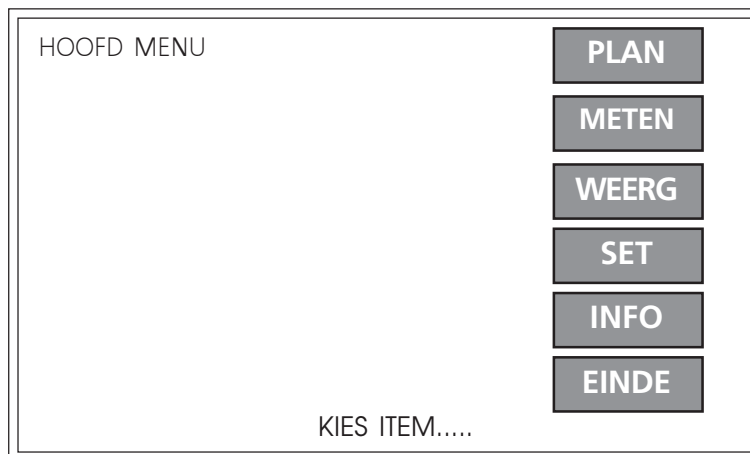 HOOFD MENU
PLAN
METEN
WEERG
SET
INFO
EINDE
KIES ITEM.....